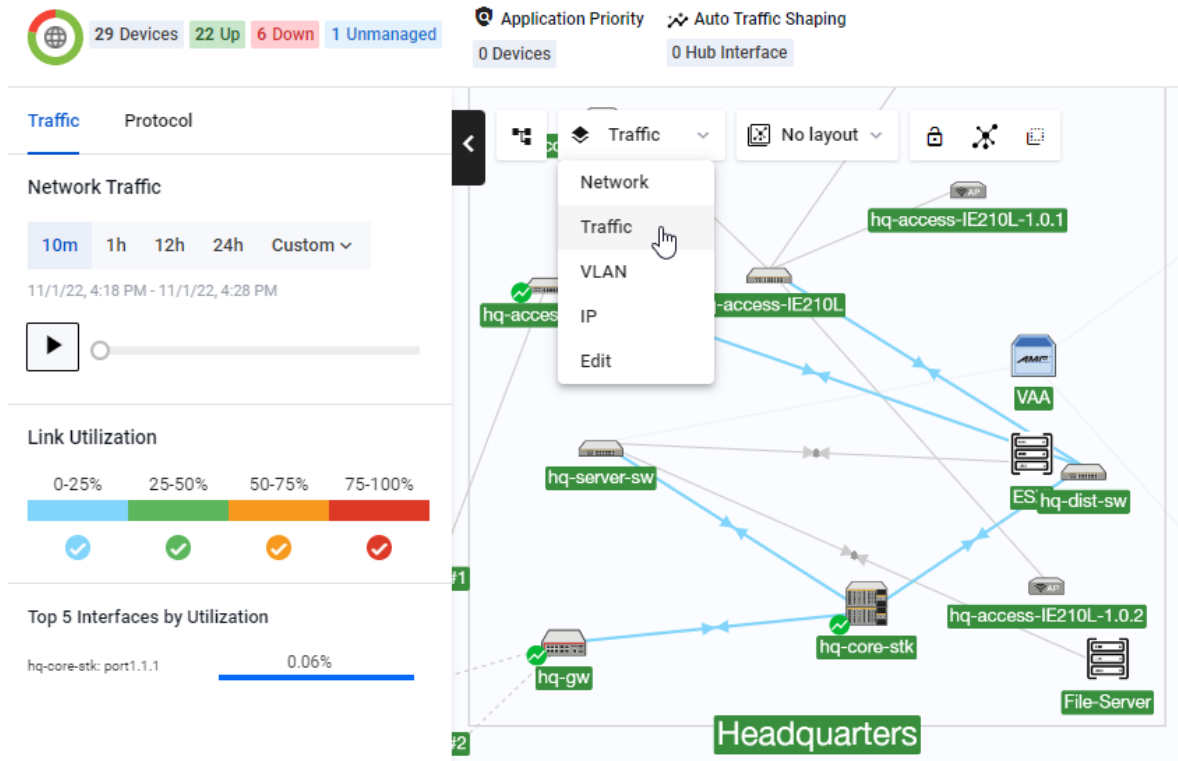 29 Devices 22 Up 6 Down 1 Unmanaged
Application Priority
0 Devices
Auto Traffic Shaping
0 Hub Interface
Traffic Protocol
Network Traffic
10m 1h 12h 24h Custom
11/1/22, 4:18 PM - 11/1/22, 4:28 PM
Link Utilization
0-25% 25-50% 50-75% 75-100%
Top 5 Interfaces by Utilization
hq-core-stk: port1.1.1 0.06%
Traffic
No layout
Network
Traffic
VLAN
IP
Edit
AP
hq-access-IE210L-1.0.1
hq-acces
-access-IE210L
AMF
VAA
hq-server-sw
ES
hq-dist-sw
#1
AP
hq-access-IE210L-1.0.2
hq-core-stk
hq-gw
File-Server
Headquarters
#2